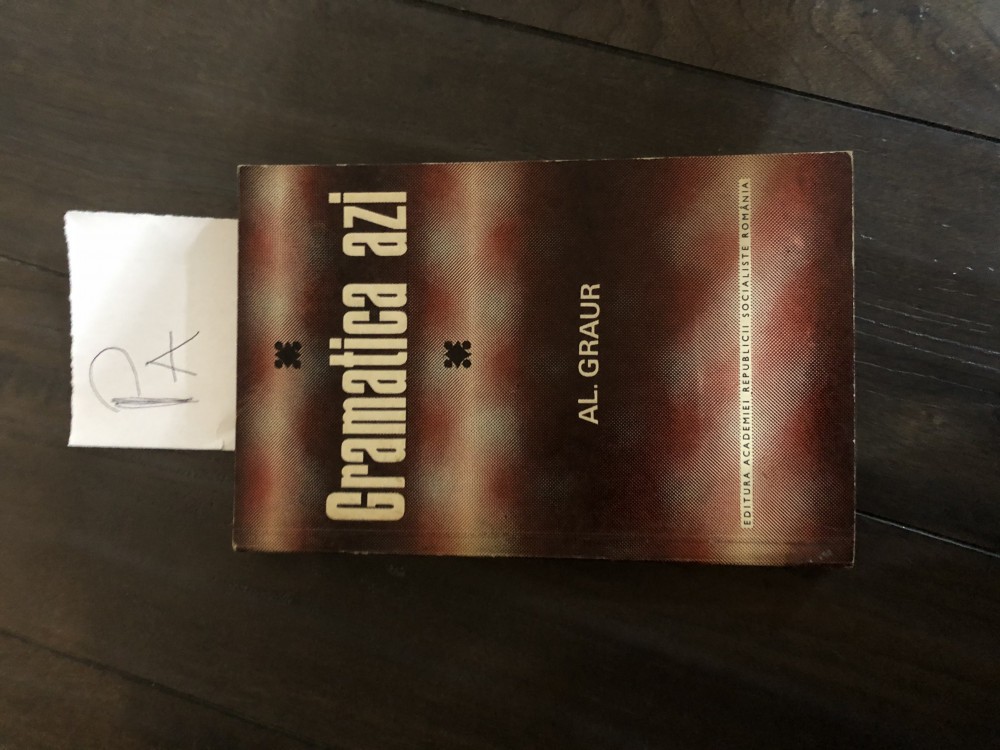 PA
Gramatica azi
AL. GRAUR
EDITURA ACADEMIEI REPUBLICII SOCIALISTE ROMÂNIA